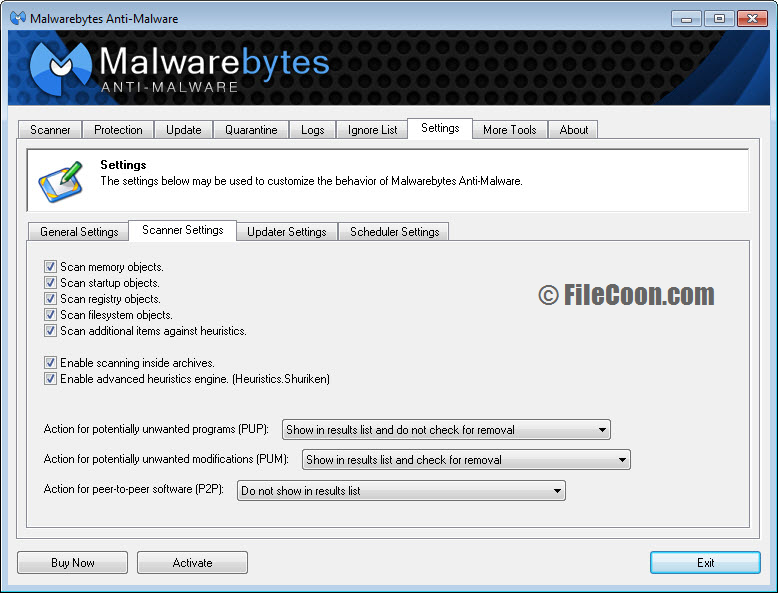 Malwarebytes Anti-Malware
Malwarebytes
ANTI-MALWARE
Scanner Protection Update Quarantine Logs Ignore List Settings More Tools About
Settings
The settings below may be used to customize the behavior of Malwarebytes Anti-Malware.
General Settings Scanner Settings Updater Settings Scheduler Settings
Scan memory objects.
Scan startup objects.
Scan registry objects.
Scan filesystem objects.
Scan additional items against heuristics.
© FileCoon.com
Enable scanning inside archives.
Enable advanced heuristics engine. (Heuristics.Shuriken)
Action for potentially unwanted programs (PUP): Show in results list and do not check for removal
Action for potentially unwanted modifications (PUM): Show in results list and check for removal
Action for peer-to-peer software (P2P): Do not show in results list
Buy Now Activate Exit